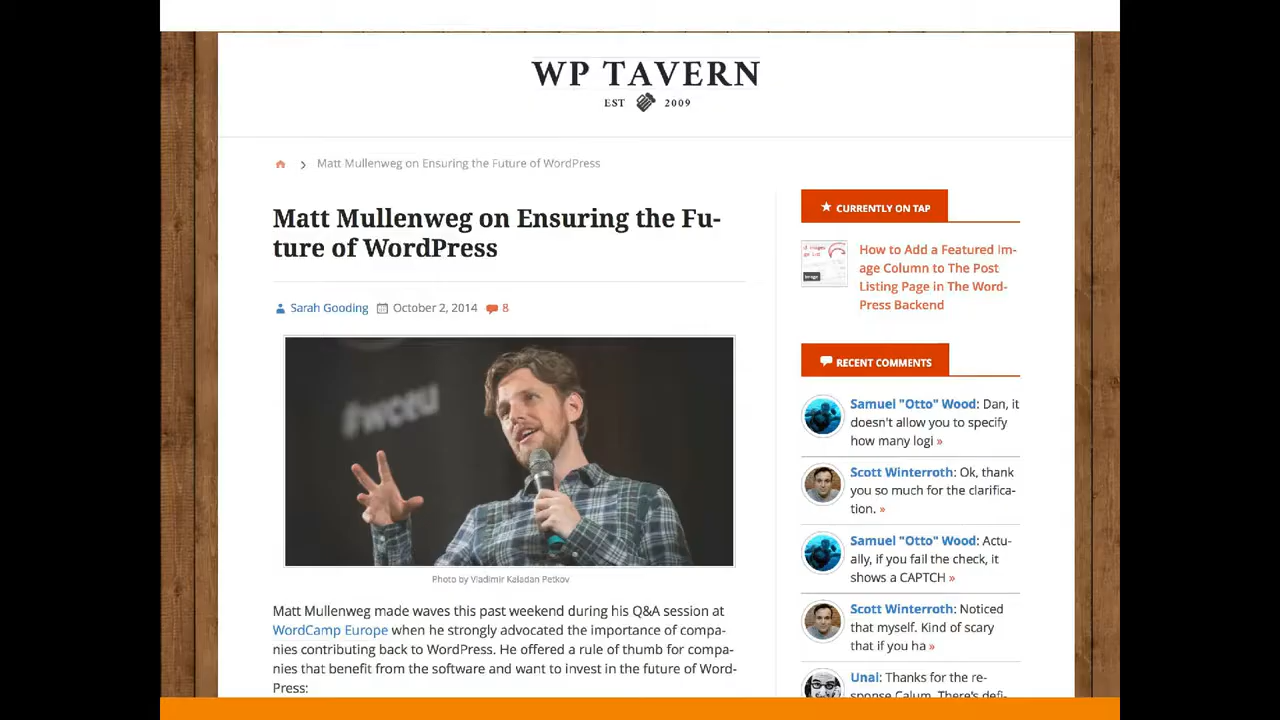 WP TAVERN
EST 2009
Matt Mullenweg on Ensuring the Future of WordPress
Matt Mullenweg on Ensuring the Fu-
ture of WordPress
Sarah Gooding October 2, 2014 8
#wceu
Photo by Vladimir Kaladan Petkov
Matt Mullenweg made waves this past weekend during his Q&A session at
WordCamp Europe when he strongly advocated the importance of compa-
nies contributing back to WordPress. He offered a rule of thumb for compa-
nies that benefit from the software and want to invest in the future of Word-
Press:
CURRENTLY ON TAP
How to Add a Featured Im-
age Column to The Post
Listing Page in The Word-
Press Backend
RECENT COMMENTS
Samuel "Otto" Wood: Dan, it
doesn't allow you to specify
how many logi »
Scott Winterroth: Ok, thank
you so much for the clarifica-
tion. »
Samuel "Otto" Wood: Actu-
ally, if you fail the check, it
shows a CAPTCH »
Scott Winterroth: Noticed
that myself. Kind of scary
that if you ha »
Unal: Thanks for the re-
sponse Calum. There's defi-